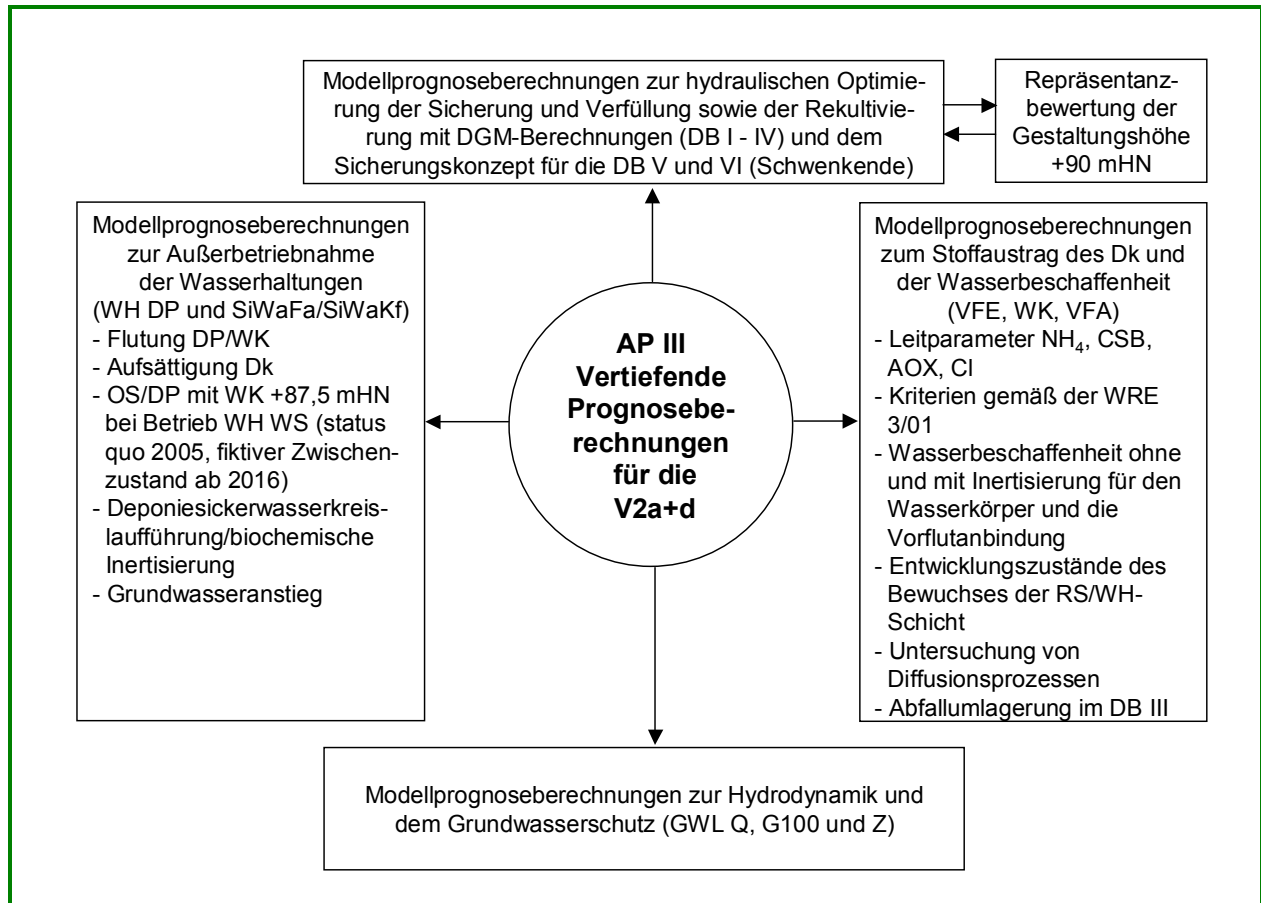 Modellprognoseberechnungen zur hydraulischen Optimie-
rung der Sicherung und Verfüllung sowie der Rekultivie-
rung mit DGM-Berechnungen (DB I - IV) und dem
Sicherungskonzept für die DB V und VI (Schwenkende)
Repräsentanz-
bewertung der
Gestaltungshöhe
+90 mHN
Modellprognoseberechnungen
zur Außerbetriebnahme
der Wasserhaltungen
(WH DP und SiWaFa/SiWaKf)
- Flutung DP/WK
- Aufsättigung Dk
- OS/DP mit WK +87,5 mHN
bei Betrieb WH WS (status
quo 2005, fiktiver Zwischen-
zustand ab 2016)
- Deponiesickerwasserkreis-
laufführung/biochemische
Inertisierung
- Grundwasseranstieg
AP III
Vertiefende
Prognosebe-
rechnungen
für die
V2a+d
Modellprognoseberechnungen
zum Stoffaustrag des Dk und
der Wasserbeschaffenheit
(VFE, WK, VFA)
- Leitparameter NH₄, CSB,
AOX, Cl
- Kriterien gemäß der WRE
3/01
- Wasserbeschaffenheit ohne
und mit Inertisierung für den
Wasserkörper und die
Vorflutanbindung
- Entwicklungszustände des
Bewuchses der RS/WH-
Schicht
- Untersuchung von
Diffusionsprozessen
- Abfallumlagerung im DB III
Modellprognoseberechnungen zur Hydrodynamik und
dem Grundwasserschutz (GWL Q, G100 und Z)